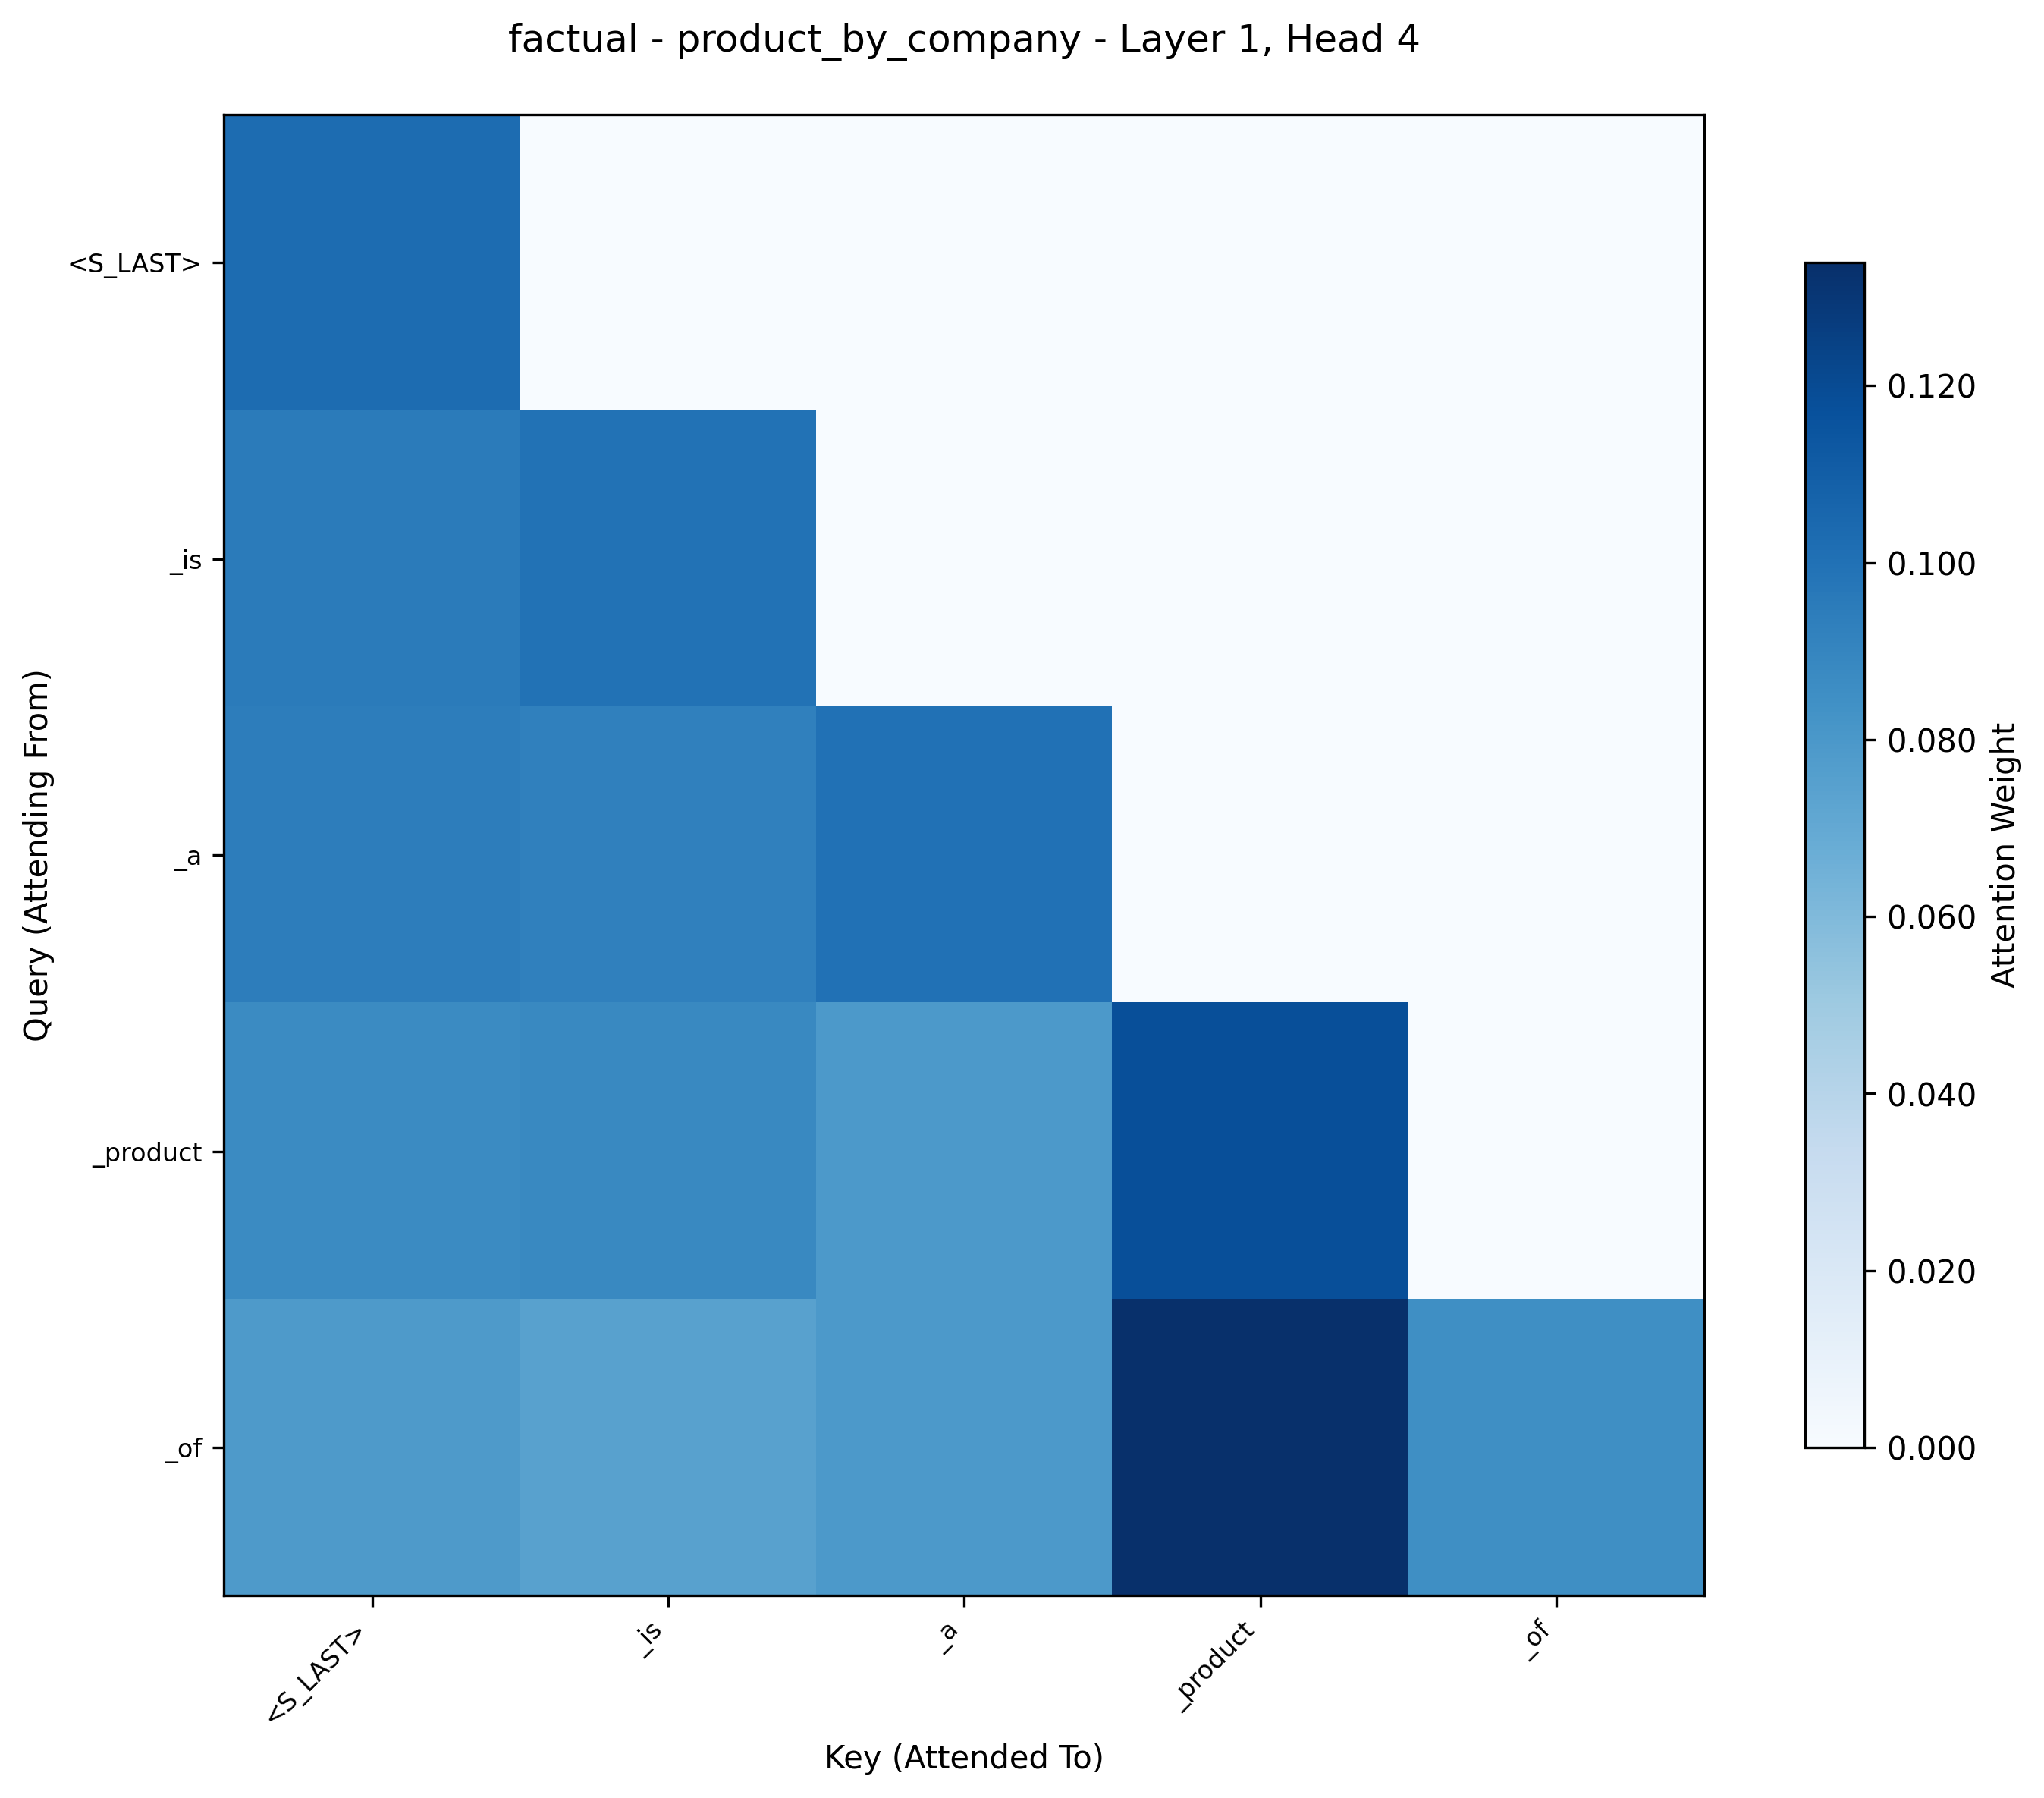 factual - product_by_company - Layer 1, Head 4
Query (Attending From)
<S_LAST>
_is
_a
_product
_of
<S_LAST>
_is
_a
_product
_of
Key (Attended To)
0.120
0.100
0.080
0.060
0.040
0.020
0.000
Attention Weight